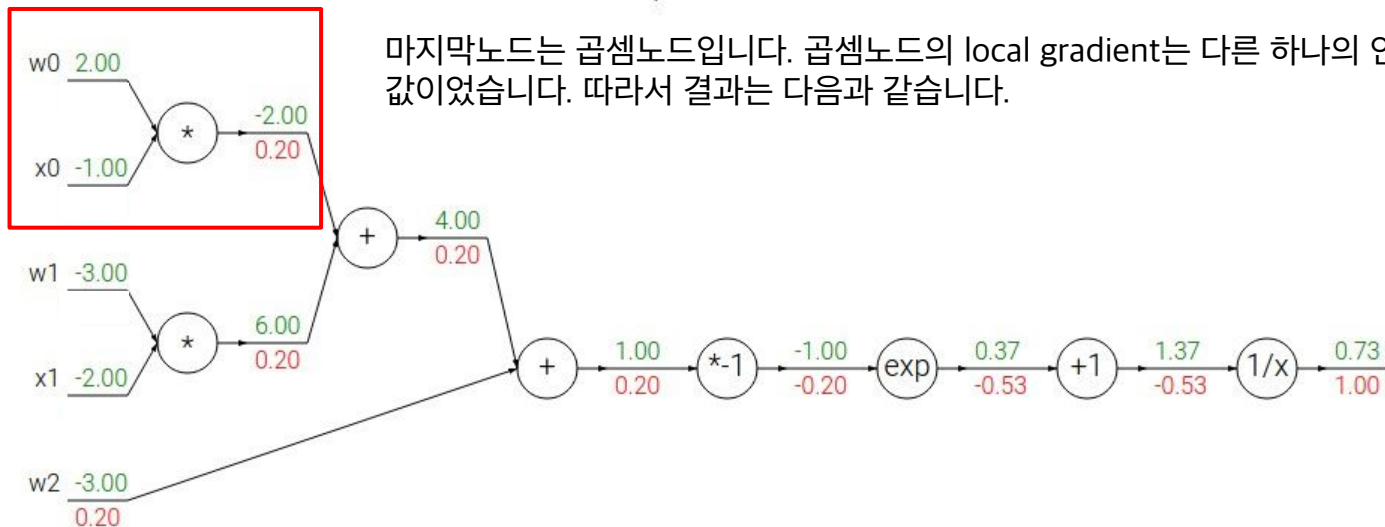 마지막노드는 곱셈노드입니다. 곱셈노드의 local gradient는 다른 하나의
값이었습니다. 따라서 결과는 다음과 같습니다.
w0 2.00
* -2.00
0.20
x0 -1.00
+ 4.00
0.20
w1 -3.00
* 6.00
0.20
x1 -2.00
+ 1.00 *-1 -1.00 exp 0.37 +1 1.37 1/x 0.73
0.20 -0.20 -0.53 -0.53 1.00
w2 -3.00
0.20